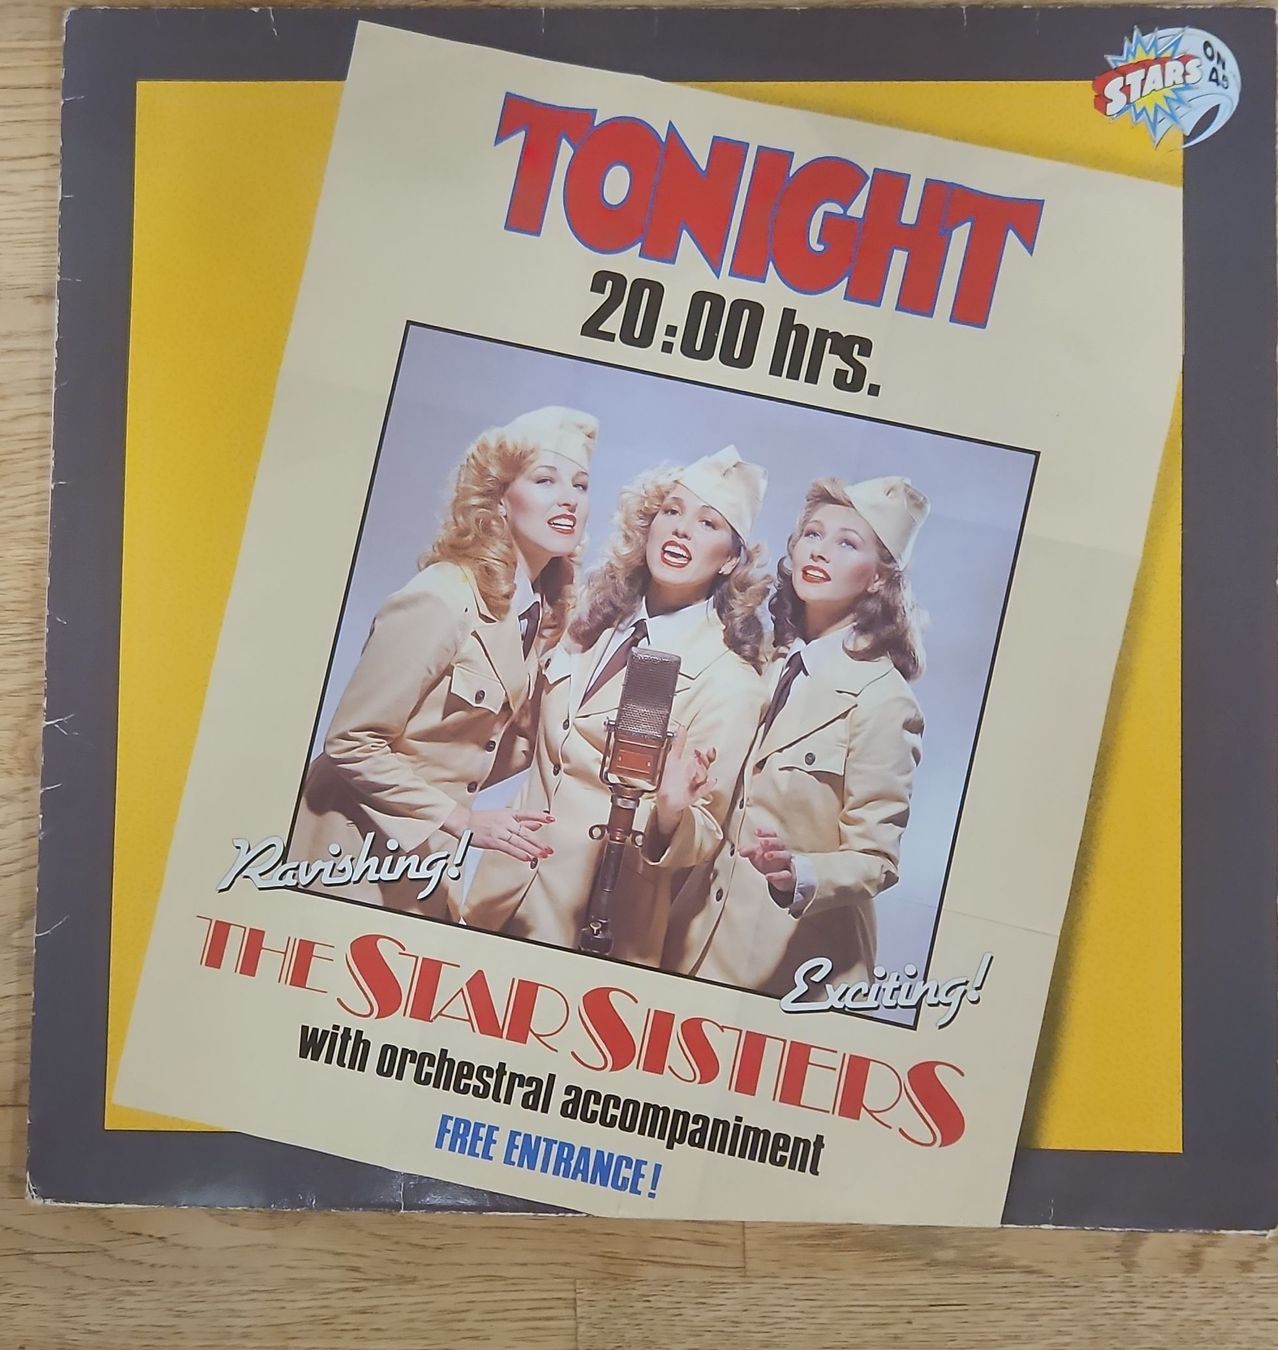 STARS
ON
45
TONIGHT
20:00 hrs.
Ravishing!
Exciting!
THE STAR SISTERS
with orchestral accompaniment
FREE ENTRANCE!